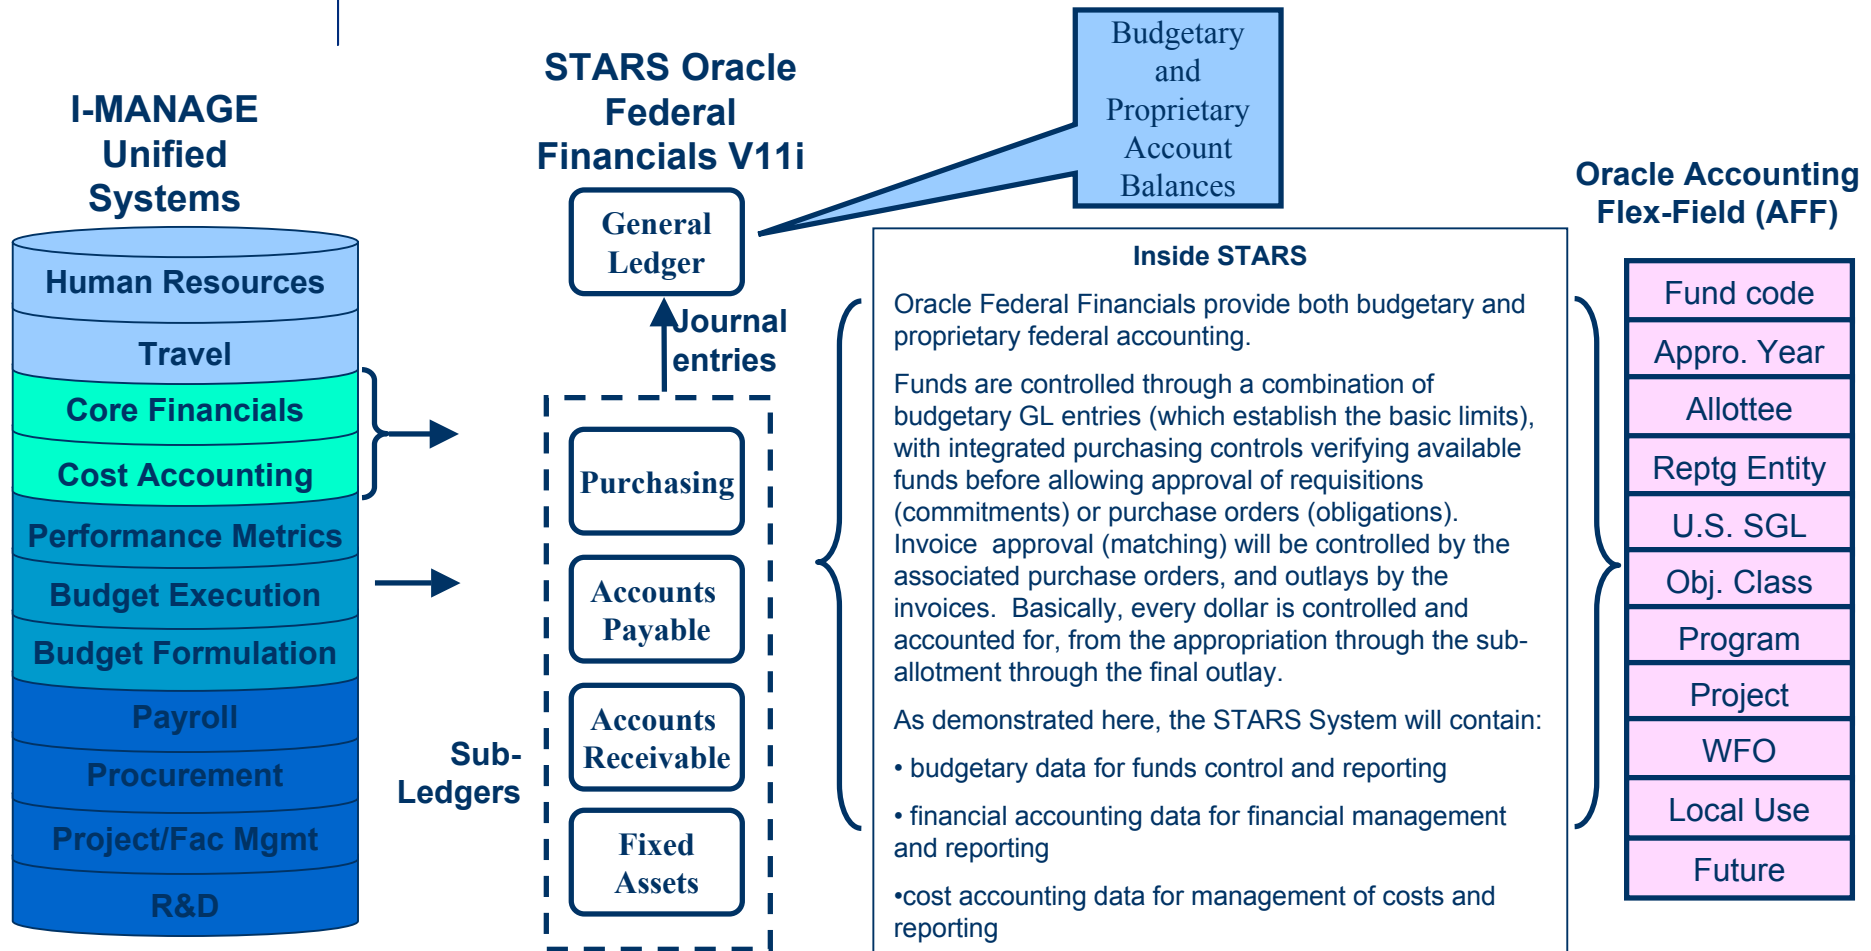 I-MANAGE
Unified
Systems
Human Resources
Travel
Core Financials
Cost Accounting
Performance Metrics
Budget Execution
Budget Formulation
Payroll
Procurement
Project/Fac Mgmt
R&D
STARS Oracle
Federal
Financials V11i
General
Ledger
Journal
entries
Purchasing
Accounts
Payable
Accounts
Receivable
Fixed
Assets
Sub-
Ledgers
Budgetary
and
Proprietary
Account
Balances
Inside STARS
Oracle Federal Financials provide both budgetary and
proprietary federal accounting.
Funds are controlled through a combination of
budgetary GL entries (which establish the basic limits),
with integrated purchasing controls verifying available
funds before allowing approval of requisitions
(commitments) or purchase orders (obligations).
Invoice  approval (matching) will be controlled by the
associated purchase orders, and outlays by the
invoices.  Basically, every dollar is controlled and
accounted for, from the appropriation through the sub-
allotment through the final outlay.
As demonstrated here, the STARS System will contain:
• budgetary data for funds control and reporting
• financial accounting data for financial management
and reporting
•cost accounting data for management of costs and
reporting
Oracle Accounting
Flex-Field (AFF)
Fund code
Appro. Year
Allottee
Reptg Entity
U.S. SGL
Obj. Class
Program
Project
WFO
Local Use
Future